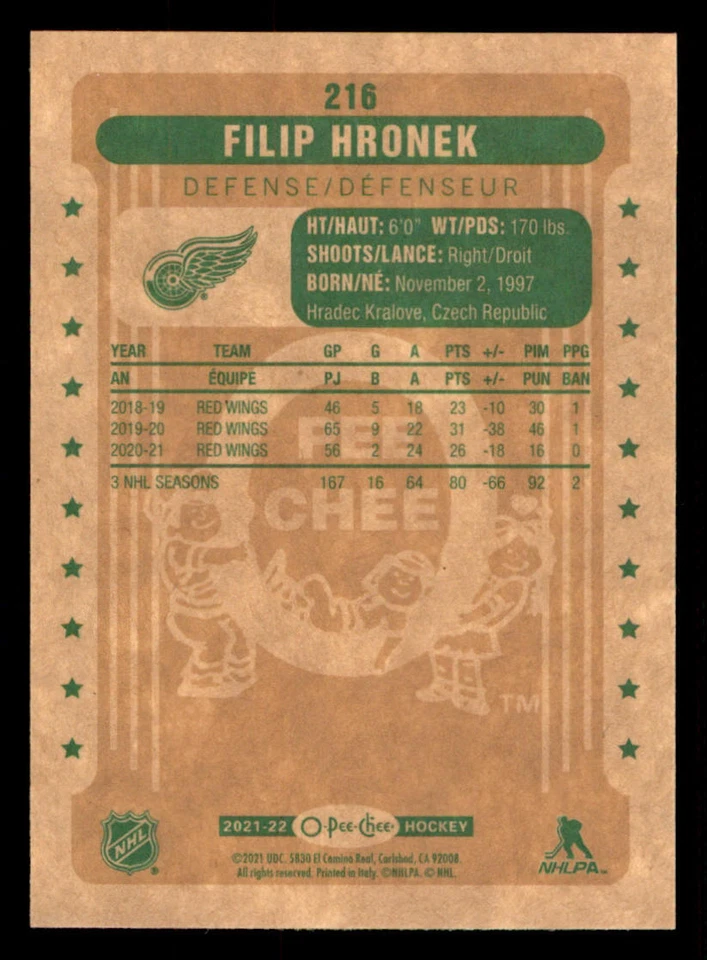 216
FILIP HRONEK
DEFENSE/DÉFENSEUR
HT/HAUT: 6'0" WT/PDS: 170 lbs.
SHOOTS/LANCE: Right/Droit
BORN/NÉ: November 2, 1997
Hradec Kralove, Czech Republic
YEAR TEAM GP G A PTS +/- PIM PPG
AN ÉQUIPE PJ B A PTS +/- PUN BAN
2018-19 RED WINGS 46 5 18 23 -10 30 1
2019-20 RED WINGS 65 9 22 31 -38 46 1
2020-21 RED WINGS 56 2 24 26 -18 16 0
3 NHL SEASONS 167 16 64 80 -66 92 2
PEE
CHEE
TM
NHL ®
2021-22 O-Pee-Chee HOCKEY
©2021 UDC. 5830 El Camino Real, Carlsbad, CA 92008.
All rights reserved. Printed in Italy. ©NHLPA. © NHL.
NHLPA